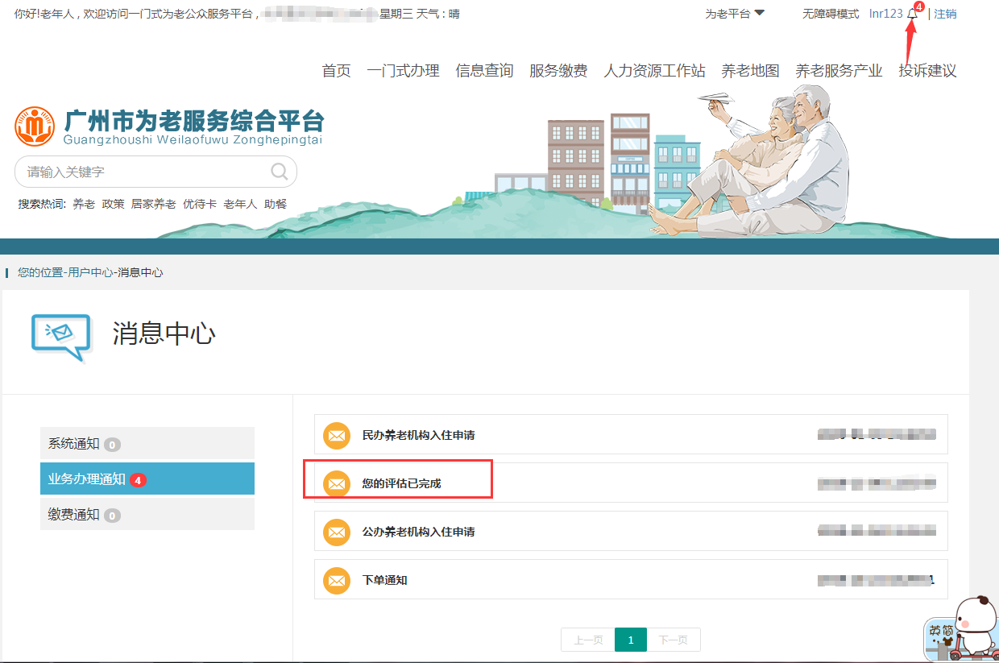 你好!老年人 , 欢迎访问一门式为老公众服务平台 , 星期三 天气 : 晴
为老平台 无障碍模式 lnr123 4 | 注销
首页 一门式办理 信息查询 服务缴费 人力资源工作站 养老地图 养老服务产业 投诉建议
广州市为老服务综合平台
Guangzhoushi Weilaofuwu Zonghepingtai
请输入关键字
搜索热词: 养老 政策 居家养老 优待卡 老年人 助餐
您的位置-用户中心-消息中心
消息中心
系统通知 0
业务办理通知 4
缴费通知 0
民办养老机构入住申请
您的评估已完成
公办养老机构入住申请
下单通知
上一页 1 下一页
英简